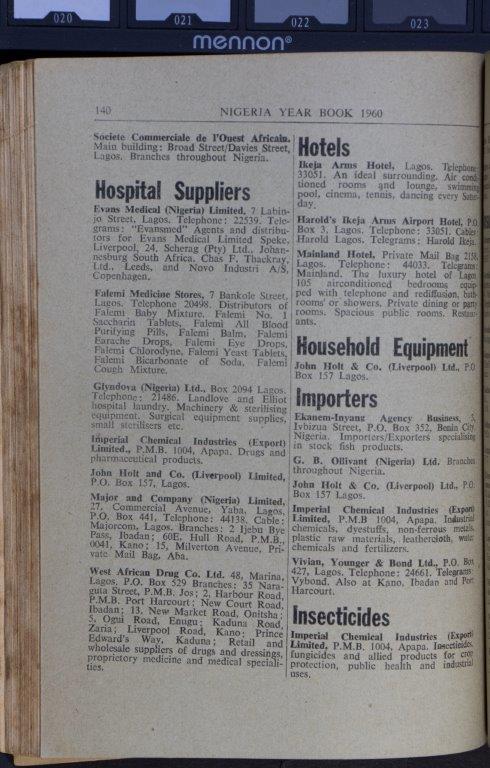 020
021
022
023
mennon®
140
NIGERIA YEAR BOOK 1960
Societe Commerciale de l'Ouest Africain.
Main building: Broad Street/Davies Street,
Lagos. Branches throughout Nigeria.
Hospital Suppliers
Evans Medical (Nigeria) Limited, 7 Labin-
jo Street, Lagos. Telephone: 22539. Tele-
grams: "Evansmed" Agents and distribu-
tors for Evans Medical Limited Speke,
Liverpool, 24, Scherag (Pty) Ltd., Johan-
nesburg South Africa. Chas F. Thackray,
Ltd., Leeds, and Novo Industri A/S,
Copenhagen.
Falemi Medicine Stores, 7 Bankole Street,
Lagos. Telephone 20498. Distributors of
Falemi Baby Mixture, Falemi No. 1
Saccharin Tablets, Falemi All Blood
Purifying Pills, Falemi Balm, Falemi
Earache Drops, Falemi Eye Drops,
Falemi Chlorodyne, Falemi Yeast Tablets,
Falemi Bicarbonate of Soda, Falemi
Cough Mixture.
Glyndova (Nigeria) Ltd., Box 2094 Lagos.
Telephone: 21486. Landlove and Elliot
hospital laundry. Machinery & sterilising
equipment. Surgical equipment supplies,
small sterilisers etc.
Imperial Chemical Industries (Export)
Limited., P.M.B. 1004, Apapa. Drugs and
pharmaceutical products.
John Holt and Co. (Liverpool) Limited,
P.O. Box 157, Lagos.
Major and Company (Nigeria) Limited,
27, Commercial Avenue, Yaba, Lagos,
P.O. Box 441, Telephone: 44138, Cable:
Majorcom, Lagos. Branches: 2 Ijebu Bye
Pass, Ibadan; 60E, Hull Road, P.M.B.,
0041, Kano; 15, Milverton Avenue, Pri-
vate Mail Bag, Aba.
West African Drug Co. Ltd. 48, Marina,
Lagos, P.O. Box 529 Branches: 35 Nara-
guta Street, P.M.B. Jos; 2, Harbour Road,
P.M.B. Port Harcourt; New Court Road,
Ibadan; 13, New Market Road, Onitsha;
5, Ogui Road, Enugu; Kaduna Road,
Zaria; Liverpool Road, Kano; Prince
Edward's Way, Kaduna; Retail and
wholesale suppliers of drugs and dressings,
proprietory medicine and medical speciali-
ties.
Hotels
Ikeja Arms Hotel, Lagos. Telephone
33051. An ideal surrounding. Air condi-
tioned rooms and lounge, swimming
pool, cinema, tennis, dancing every Satur-
day.
Harold's Ikeja Arms Airport Hotel, P.O.
Box 3, Lagos. Telephone: 33051. Cables
Harold Lagos. Telegrams: Harold Ikeja.
Mainland Hotel, Private Mail Bag 2158,
Lagos. Telephone: 44033. Telegrams:
Mainland. The luxury hotel of Lagos
105 airconditioned bedrooms equip-
ped with telephone and rediffusion, bath-
rooms or showers. Private dining or party
rooms. Spacious public rooms. Restaur-
ants.
Household Equipment
John Holt & Co. (Liverpool) Ltd., P.O
Box 157 Lagos.
Importers
Ekanem-Inyang Agency Business, 5,
Ivbizua Street, P.O. Box 352, Benin City.
Nigeria. Importers/Exporters specialising
in stock fish products.
G. B. Ollivant (Nigeria) Ltd. Branches
throughout Nigeria.
John Holt & Co. (Liverpool) Ltd., P.O.
Box 157 Lagos.
Imperial Chemical Industries (Export)
Limited, P.M.B 1004, Apapa. Industrial
chemicals, dyestuffs, non-ferrous metals,
plastic raw materials, leathercloth, water
chemicals and fertilizers.
Vivian, Younger & Bond Ltd., P.O. Box
427, Lagos. Telephone: 24661. Telegrams:
Vybond. Also at Kano, Ibadan and Port
Harcourt.
Insecticides
Imperial Chemical Industries (Export)
Limited, P.M.B. 1004, Apapa. Insecticides,
fungicides and allied products for crop
protection, public health and industrial
uses.